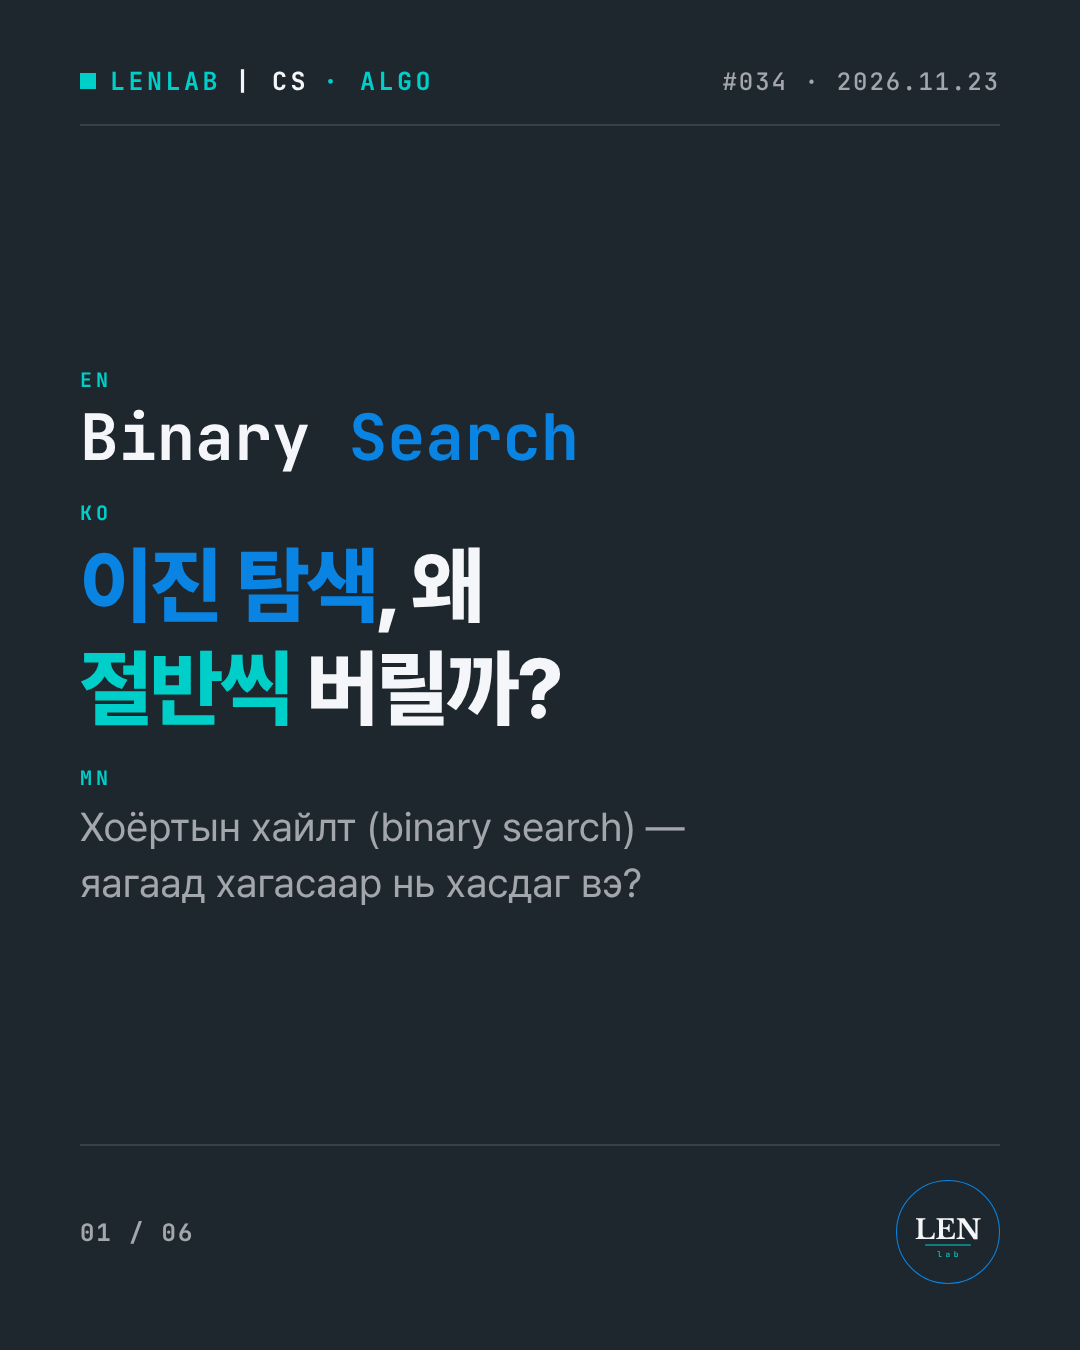 LENLAB | CS · ALGO
#034 · 2026.11.23
EN
Binary Search
KO
이진 탐색, 왜
절반씩 버릴까?
MN
Хоёртын хайлт (binary search) —
яагаад хагасаар нь хасдаг вэ?
01 / 06
LEN
lab